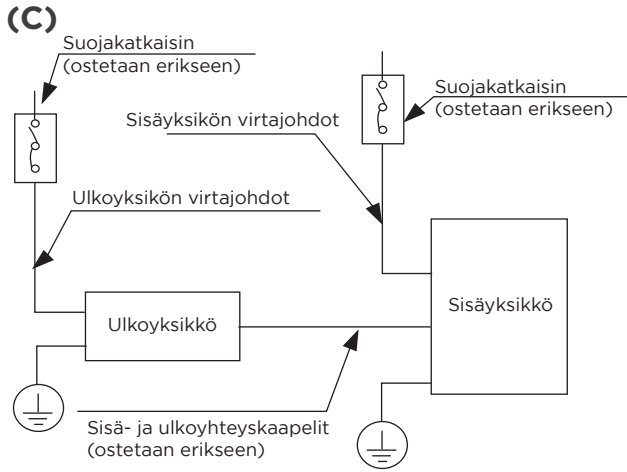 (C)
Suojakatkaisin
(ostetaan erikseen)
Suojakatkaisin
(ostetaan erikseen)
Sisäyksikön virtajohdot
Ulkoyksikön virtajohdot
Ulkoyksikkö
Sisäyksikkö
Sisä- ja ulkoyhteyskaapelit
(ostetaan erikseen)